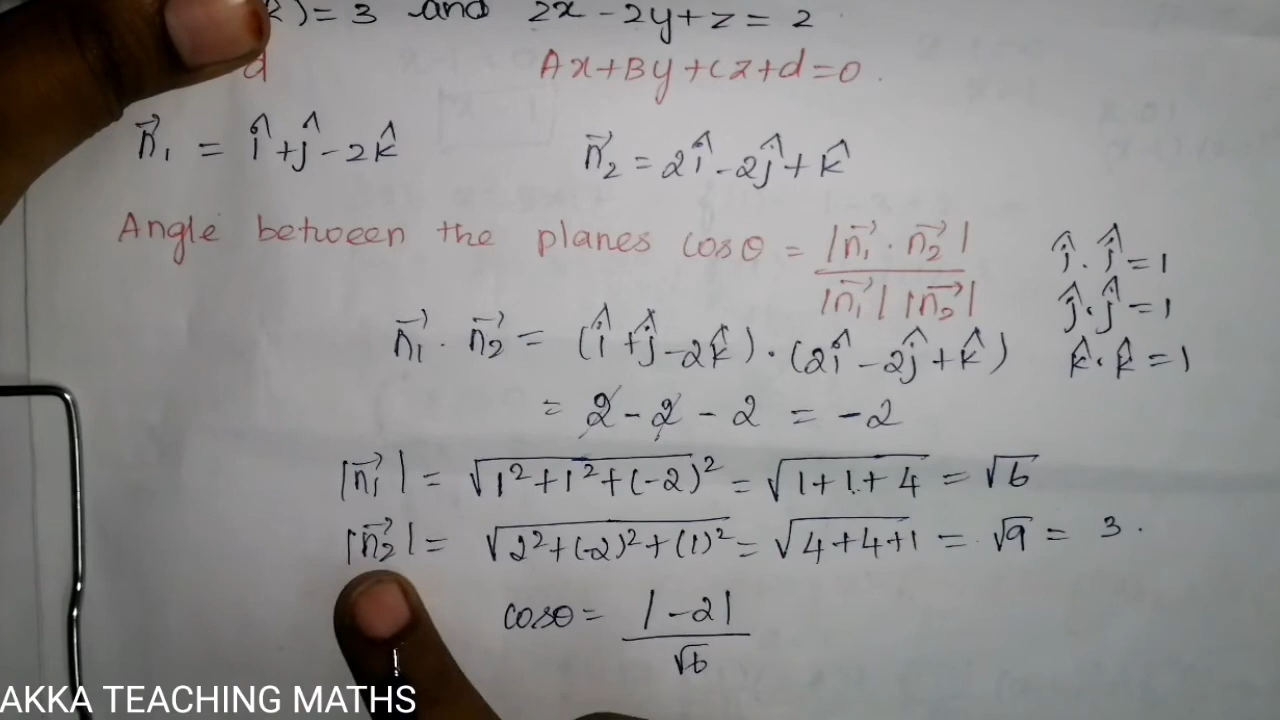 k̂) = 3 and 2x - 2y + z = 2
d Ax + By + Cz + d = 0.
n⃗₁ = î + ĵ - 2k̂ n⃗₂ = 2î - 2ĵ + k̂
Angle between the planes cosθ = |n⃗₁ · n⃗₂| / |n⃗₁| |n⃗₂|
î · î = 1
ĵ · ĵ = 1
k̂ · k̂ = 1
n⃗₁ · n⃗₂ = (î + ĵ - 2k̂) · (2î - 2ĵ + k̂)
= 2 - 2 - 2 = -2
|n⃗₁| = √1² + 1² + (-2)² = √1 + 1 + 4 = √6
|n⃗₂| = √2² + (-2)² + (1)² = √4 + 4 + 1 = √9 = 3.
cosθ = |-2| / √6
AKKA TEACHING MATHS